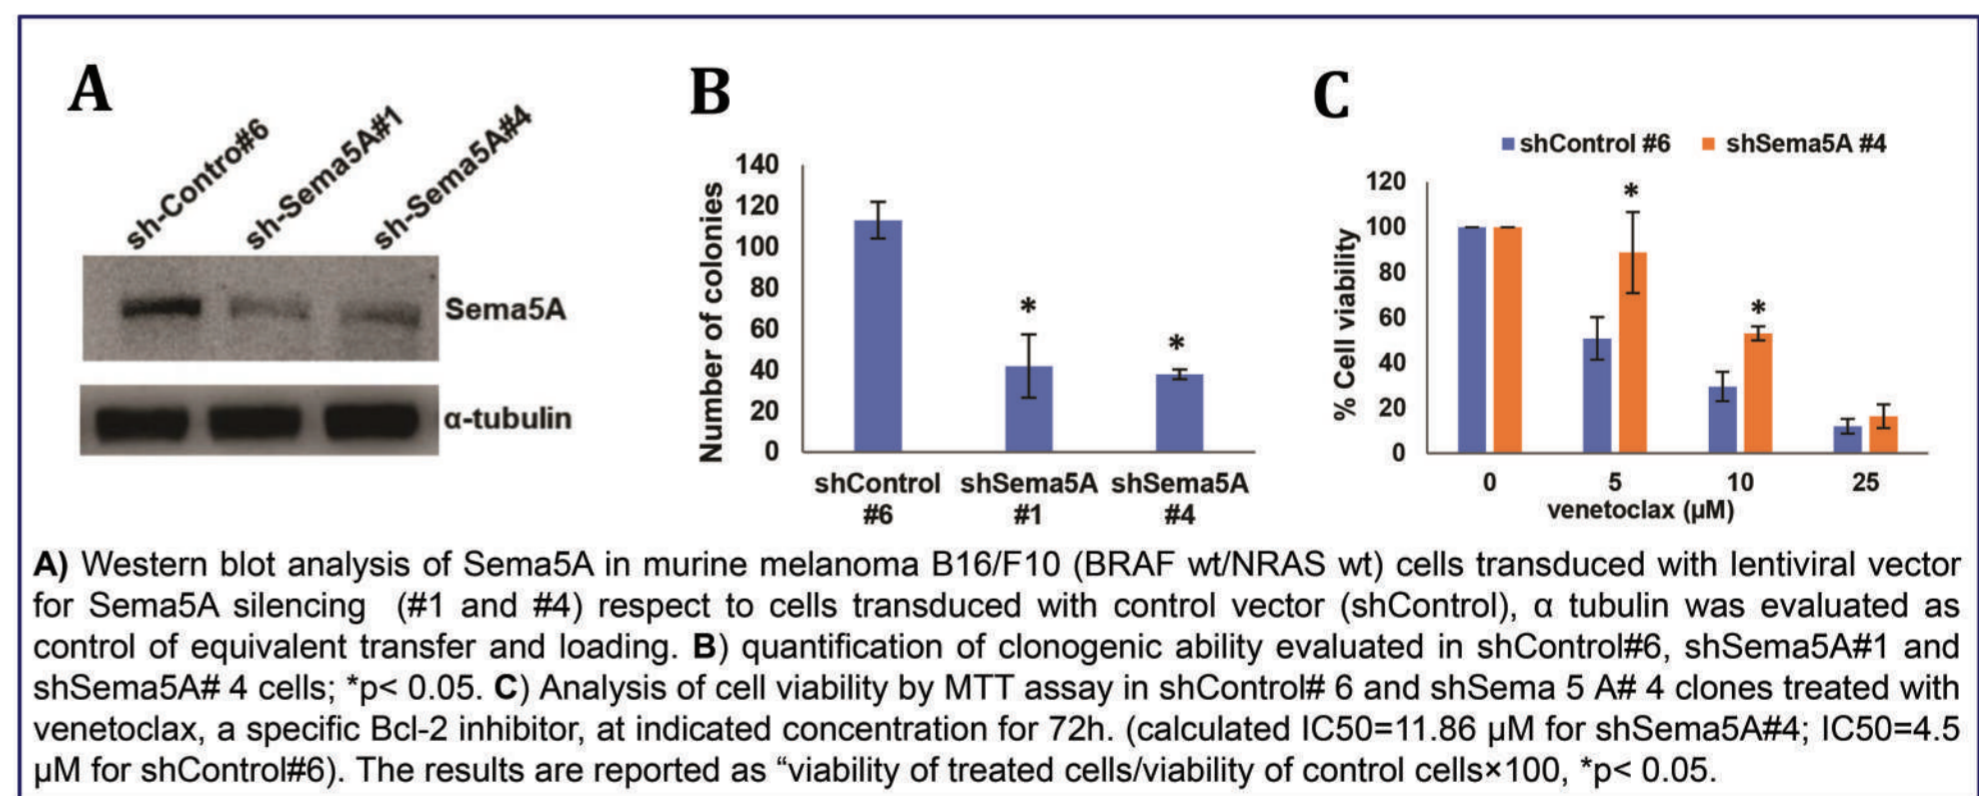 A
sh-Contro#6
sh-Sema5A#1
sh-Sema5A#4
Sema5A
α-tubulin
B
Number of colonies
140
120
100
80
60
40
20
0
*
*
shControl #6
shSema5A #1
shSema5A #4
C
shControl #6 shSema5A #4
% Cell viability
120
100
80
60
40
20
0
*
*
0 5 10 25
venetoclax (µM)
A) Western blot analysis of Sema5A in murine melanoma B16/F10 (BRAF wt/NRAS wt) cells transduced with lentiviral vector
for Sema5A silencing (#1 and #4) respect to cells transduced with control vector (shControl), α tubulin was evaluated as
control of equivalent transfer and loading. B) quantification of clonogenic ability evaluated in shControl#6, shSema5A#1 and
shSema5A# 4 cells; *p< 0.05. C) Analysis of cell viability by MTT assay in shControl# 6 and shSema 5 A# 4 clones treated with
venetoclax, a specific Bcl-2 inhibitor, at indicated concentration for 72h. (calculated IC50=11.86 µM for shSema5A#4; IC50=4.5
µM for shControl#6). The results are reported as “viability of treated cells/viability of control cells×100, *p< 0.05.